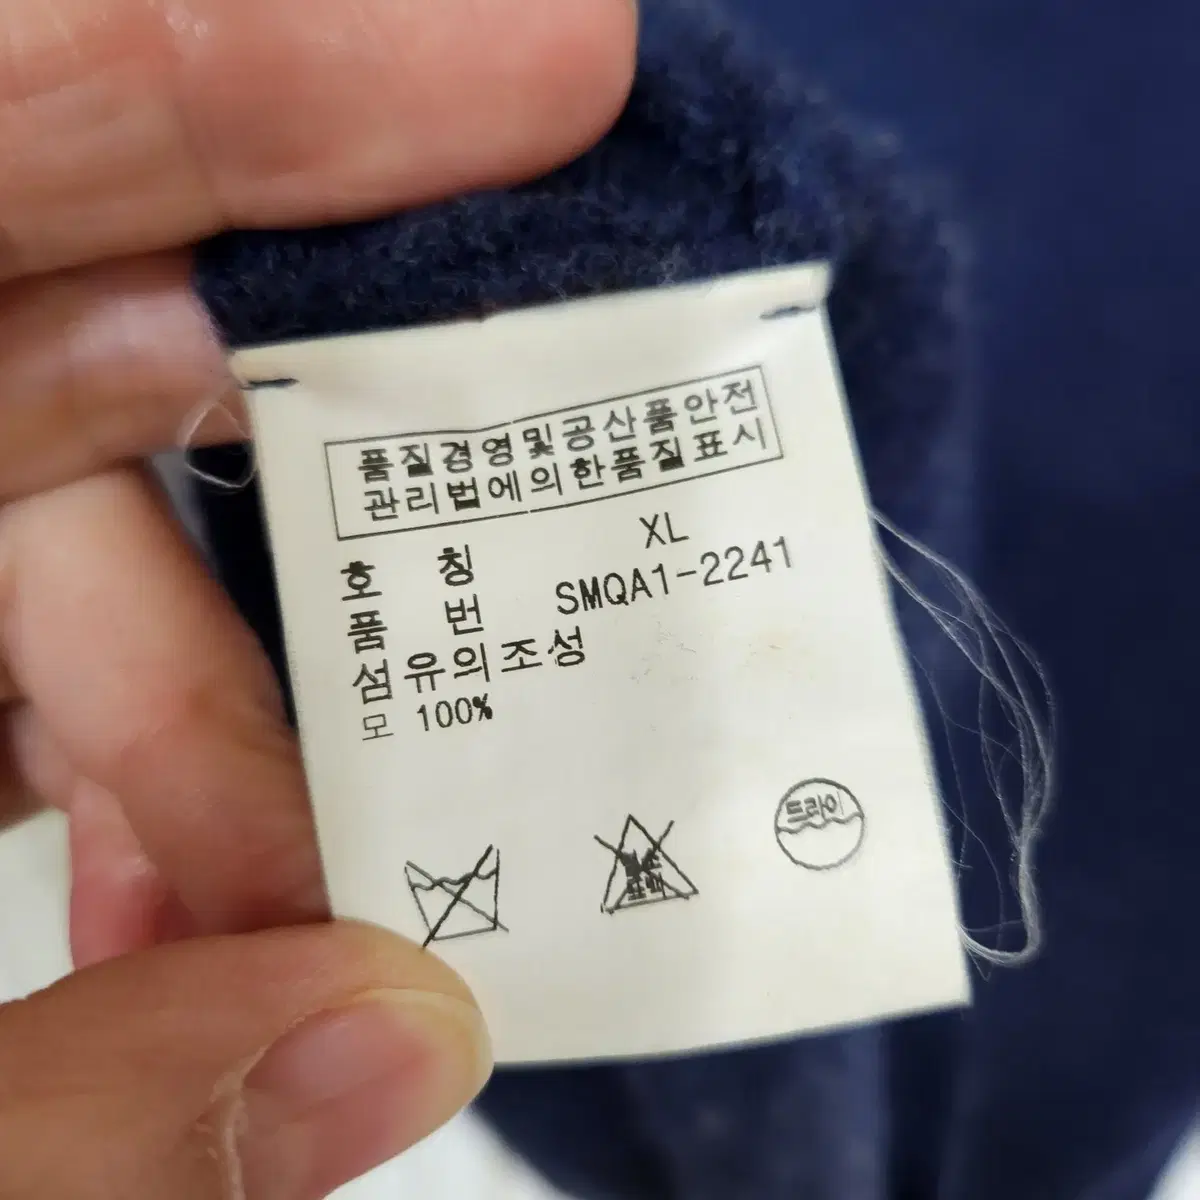 품질경영및공산품안전
관리법에의한품질표시
호 칭 XL
품 번 SMQA1-2241
섬유의조성
모 100%
드라이